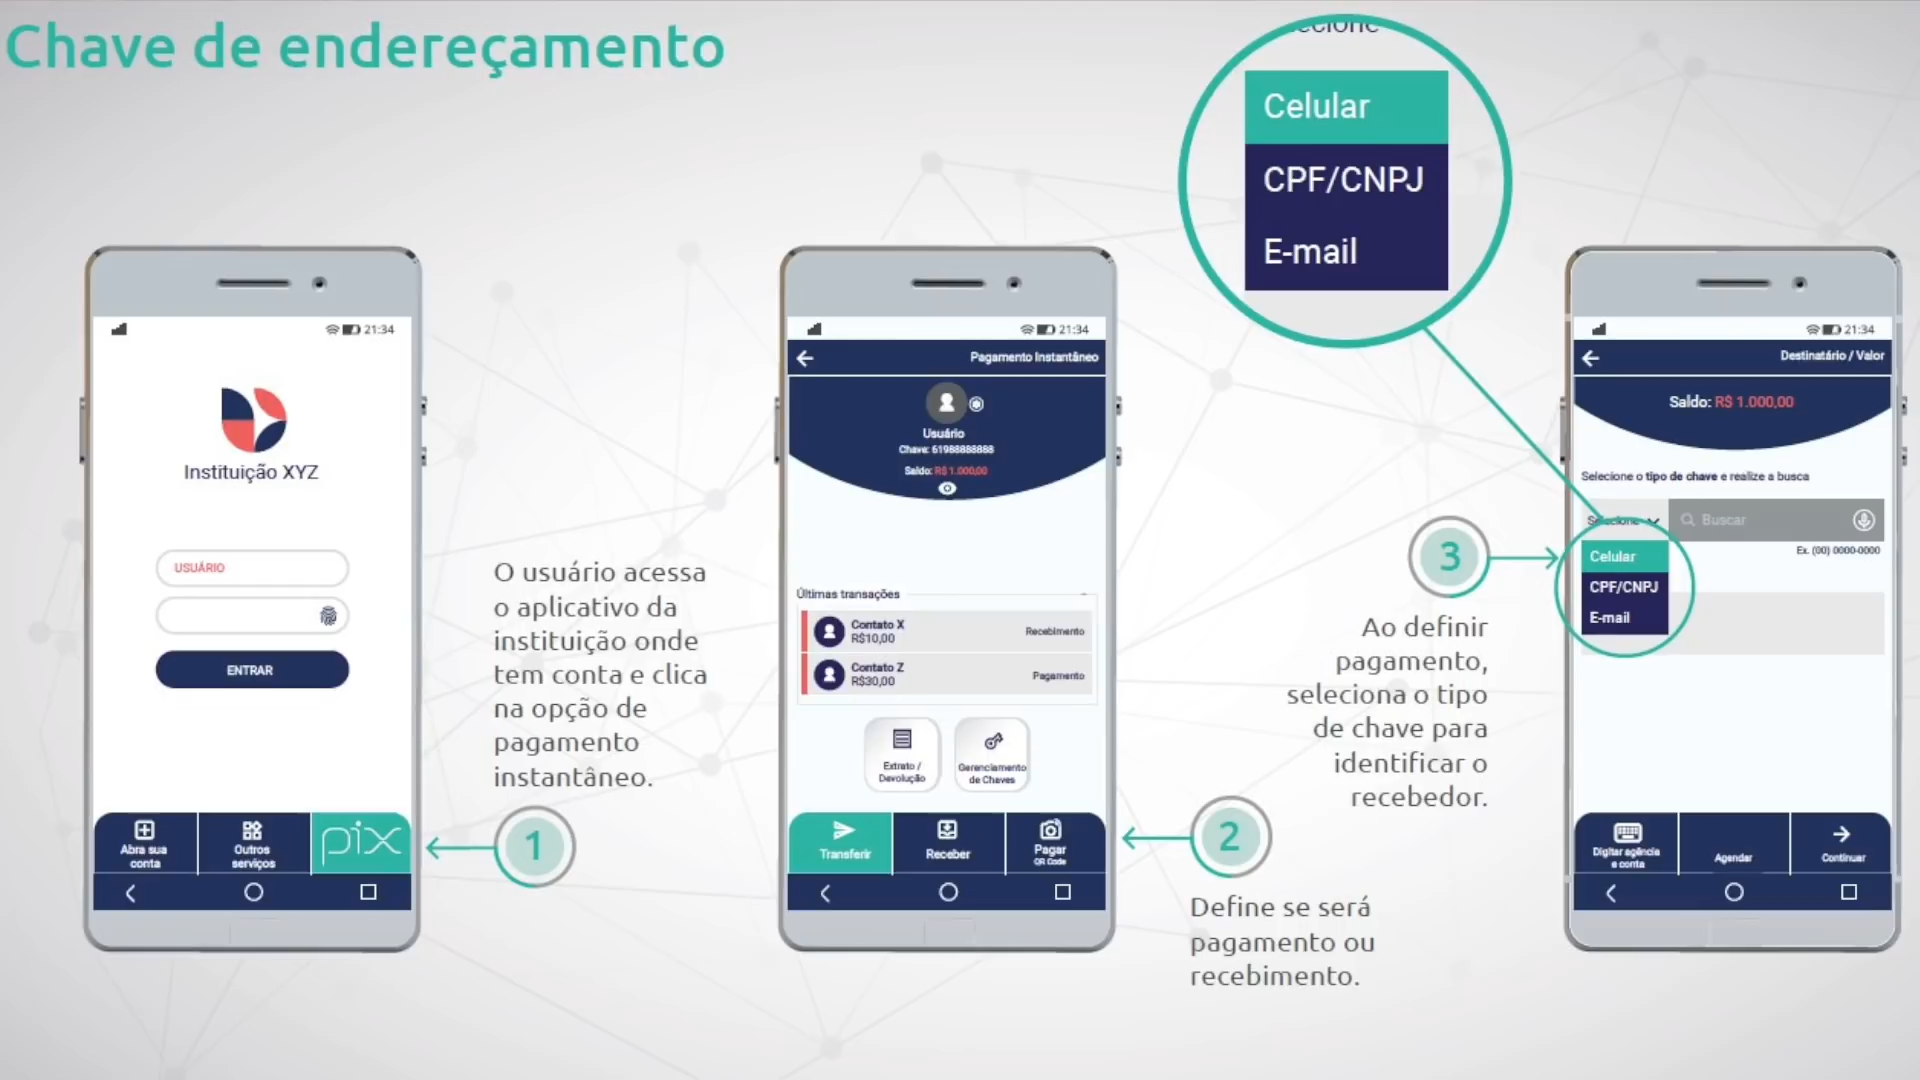 Chave de endereçamento
21:34
Instituição XYZ
USUÁRIO
ENTRAR
Abra sua
conta
Outros
serviços
pix
O usuário acessa
o aplicativo da
instituição onde
tem conta e clica
na opção de
pagamento
instantâneo.
1
21:34
Pagamento Instantâneo
Usuário
Chave: 61988888888
Saldo: R$ 1.000,00
Últimas transações
Contato X
R$10,00
Recebimento
Contato Z
R$30,00
Pagamento
Extrato /
Devolução
Gerenciamento
de Chaves
Transferir
Receber
Pagar
QR Code
2
Define se será
pagamento ou
recebimento.
Celular
CPF/CNPJ
E-mail
3
Ao definir
pagamento,
seleciona o tipo
de chave para
identificar o
recebedor.
21:34
Destinatário / Valor
Saldo: R$ 1.000,00
Selecione o tipo de chave e realize a busca
Selecione
Buscar
Ex. (00) 0000-0000
Celular
CPF/CNPJ
E-mail
Digitar agência
e conta
Agendar
Continuar